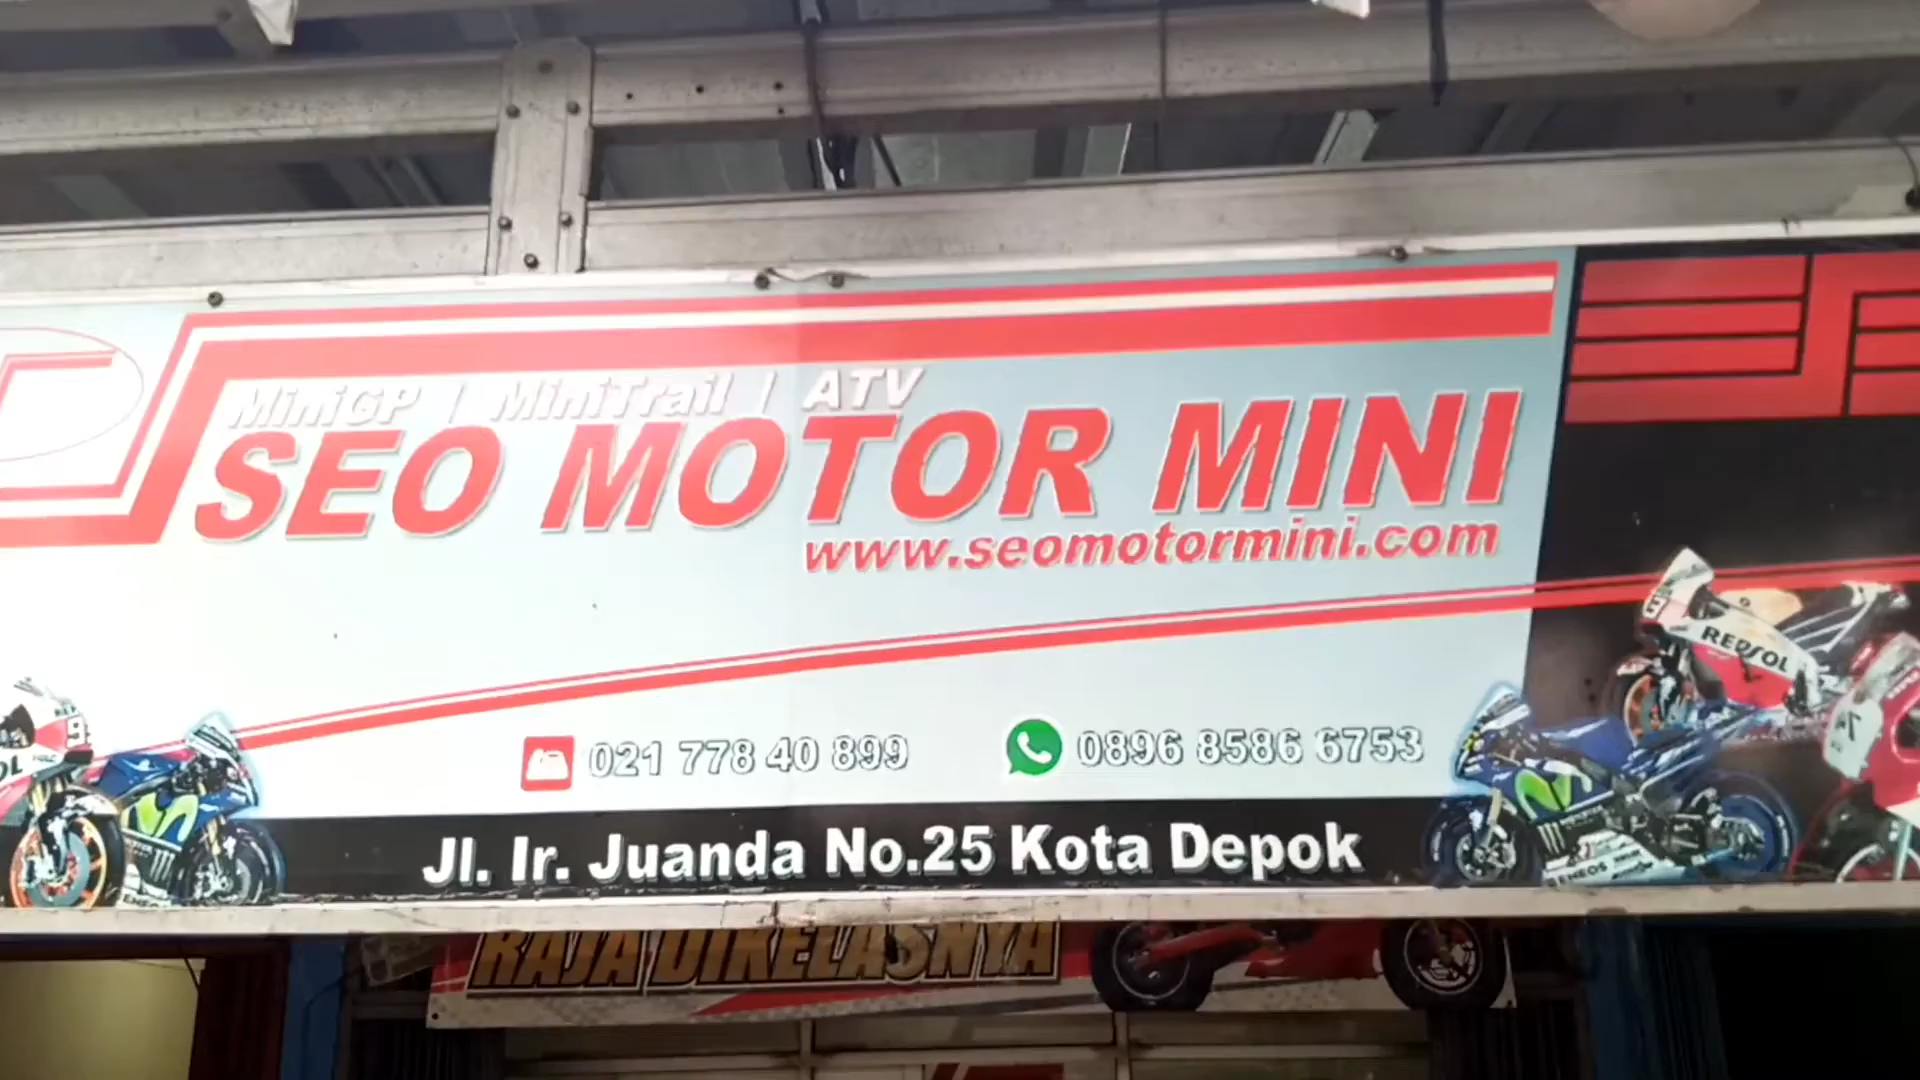 MiniGP | MiniTrail | ATV
SEO MOTOR MINI
www.seomotormini.com
021 778 40 899
0896 8586 6753
Jl. Ir. Juanda No.25 Kota Depok
REPSOL
ENEOS
RAJA DIKELASNYA